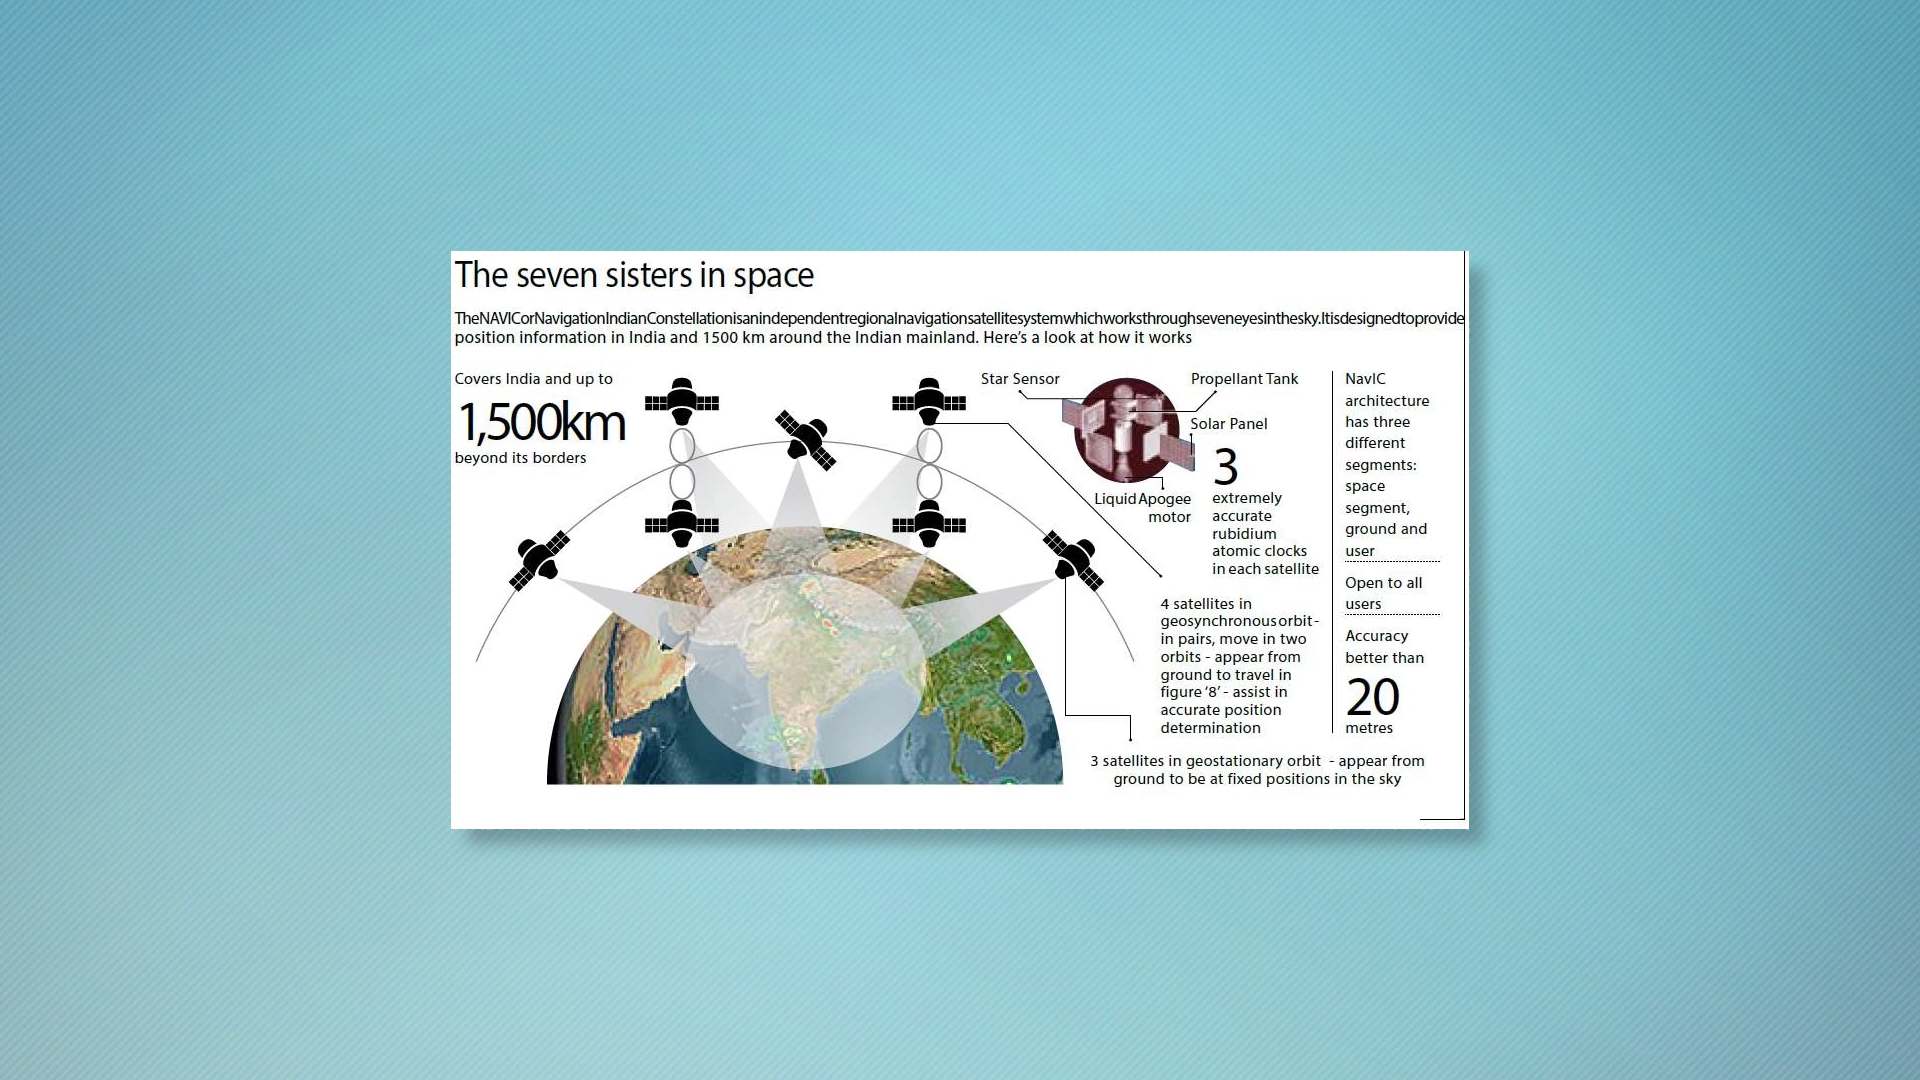 The seven sisters in space
TheNAVICorNavigationIndianConstellationisanindependentregionalnavigationsatellitesystemwhichworksthroughseveneyesinthesky.Itisdesignedtoprovide
position information in India and 1500 km around the Indian mainland. Here’s a look at how it works
Covers India and up to
1,500km
beyond its borders
Star Sensor
Propellant Tank
Solar Panel
Liquid Apogee
motor
3
extremely
accurate
rubidium
atomic clocks
in each satellite
4 satellites in
geosynchronous orbit-
in pairs, move in two
orbits - appear from
ground to travel in
figure ‘8’ - assist in
accurate position
determination
3 satellites in geostationary orbit - appear from
ground to be at fixed positions in the sky
NavIC
architecture
has three
different
segments:
space
segment,
ground and
user
Open to all
users
Accuracy
better than
20
metres